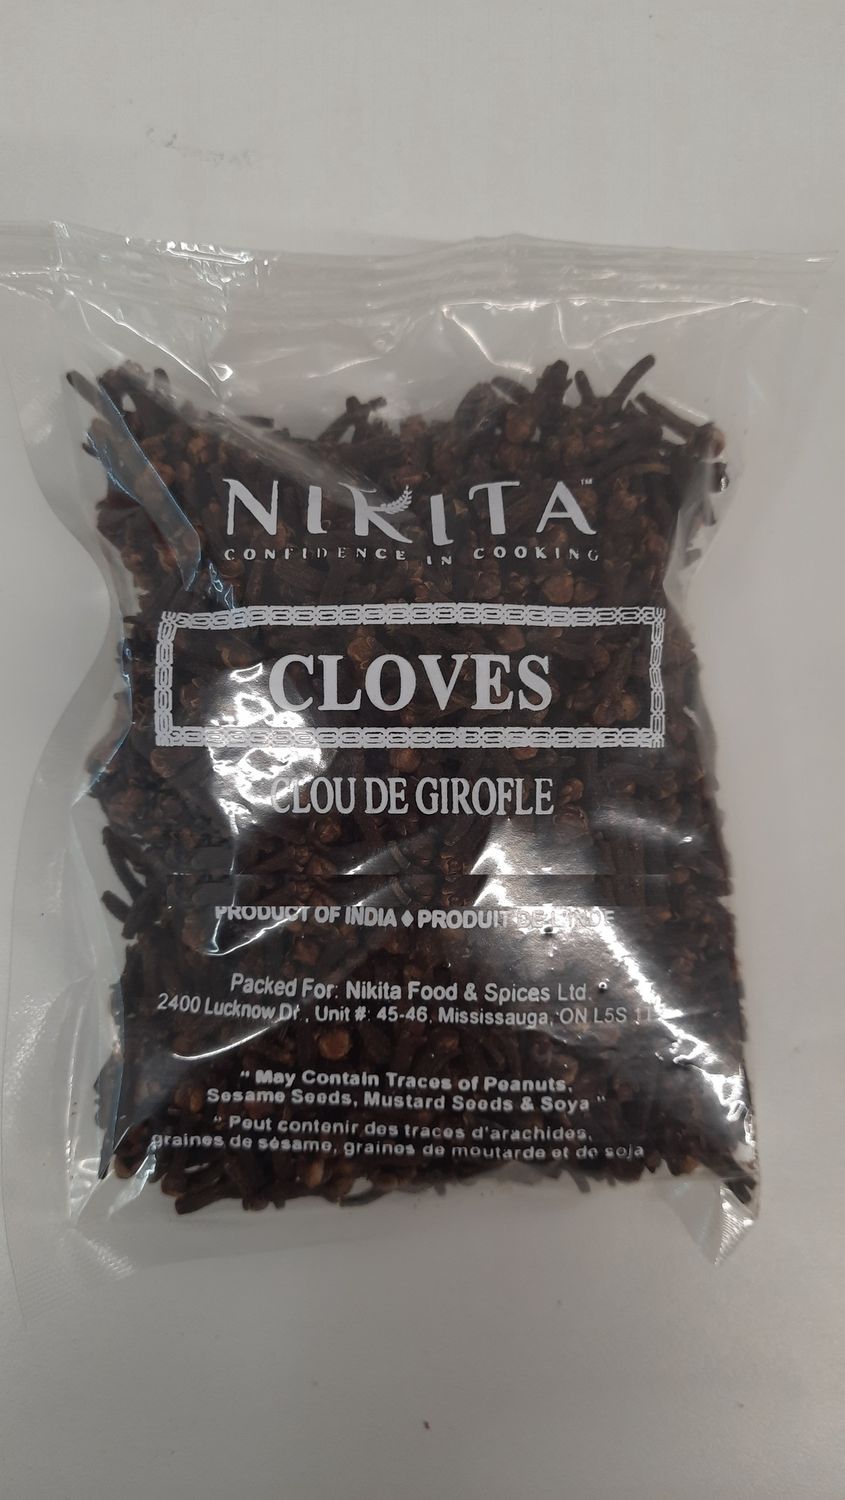 NIKITA™
CONFIDENCE IN COOKING
CLOVES
CLOU DE GIROFLE
PRODUCT OF INDIA ♦ PRODUIT DE L'INDE
Packed For: Nikita Food & Spices Ltd.
2400 Lucknow Dr., Unit #: 45-46, Mississauga, ON L5S
" May Contain Traces of Peanuts,
Sesame Seeds, Mustard Seeds & Soya "
" Peut contenir des traces d'arachides,
graines de sésame, graines de moutarde et de soja